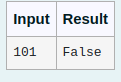 Input Result
101 False